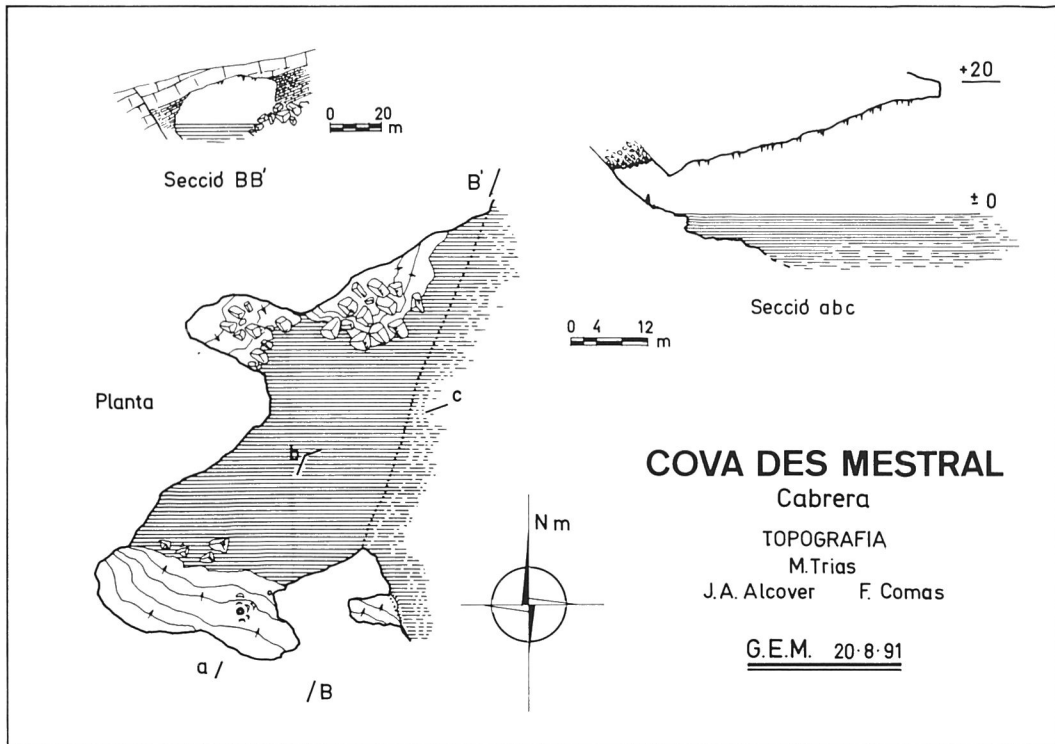 0 20
m
Secció BB'
+20
± 0
Secció abc
0 4 12
m
B'
Planta
c
b
a
B
N m
COVA DES MESTRAL
Cabrera
TOPOGRAFIA
M.Trias
J.A. Alcover F. Comas
G.E.M. 20·8·91